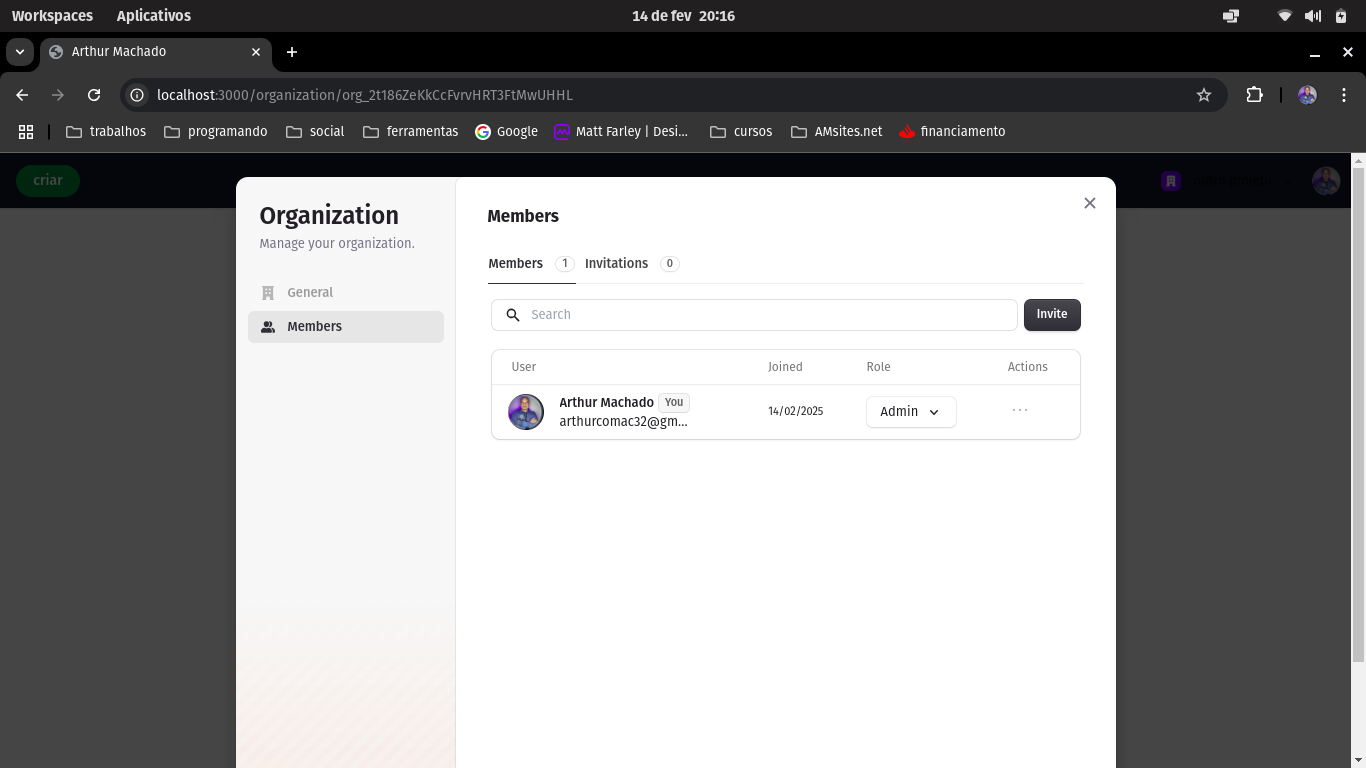 Workspaces Aplicativos 14 de fev 20:16
Arthur Machado
localhost:3000/organization/org_2t186ZeKkCcFvrvHRT3FtMwUHHL
trabalhos programando social ferramentas Google Matt Farley | Desi... cursos AMsites.net financiamento
criar
Organization
Manage your organization.
General
Members
Members
Members 1 Invitations 0
Search Invite
User Joined Role Actions
Arthur Machado You
arthurcomac32@gm...
14/02/2025 Admin ...